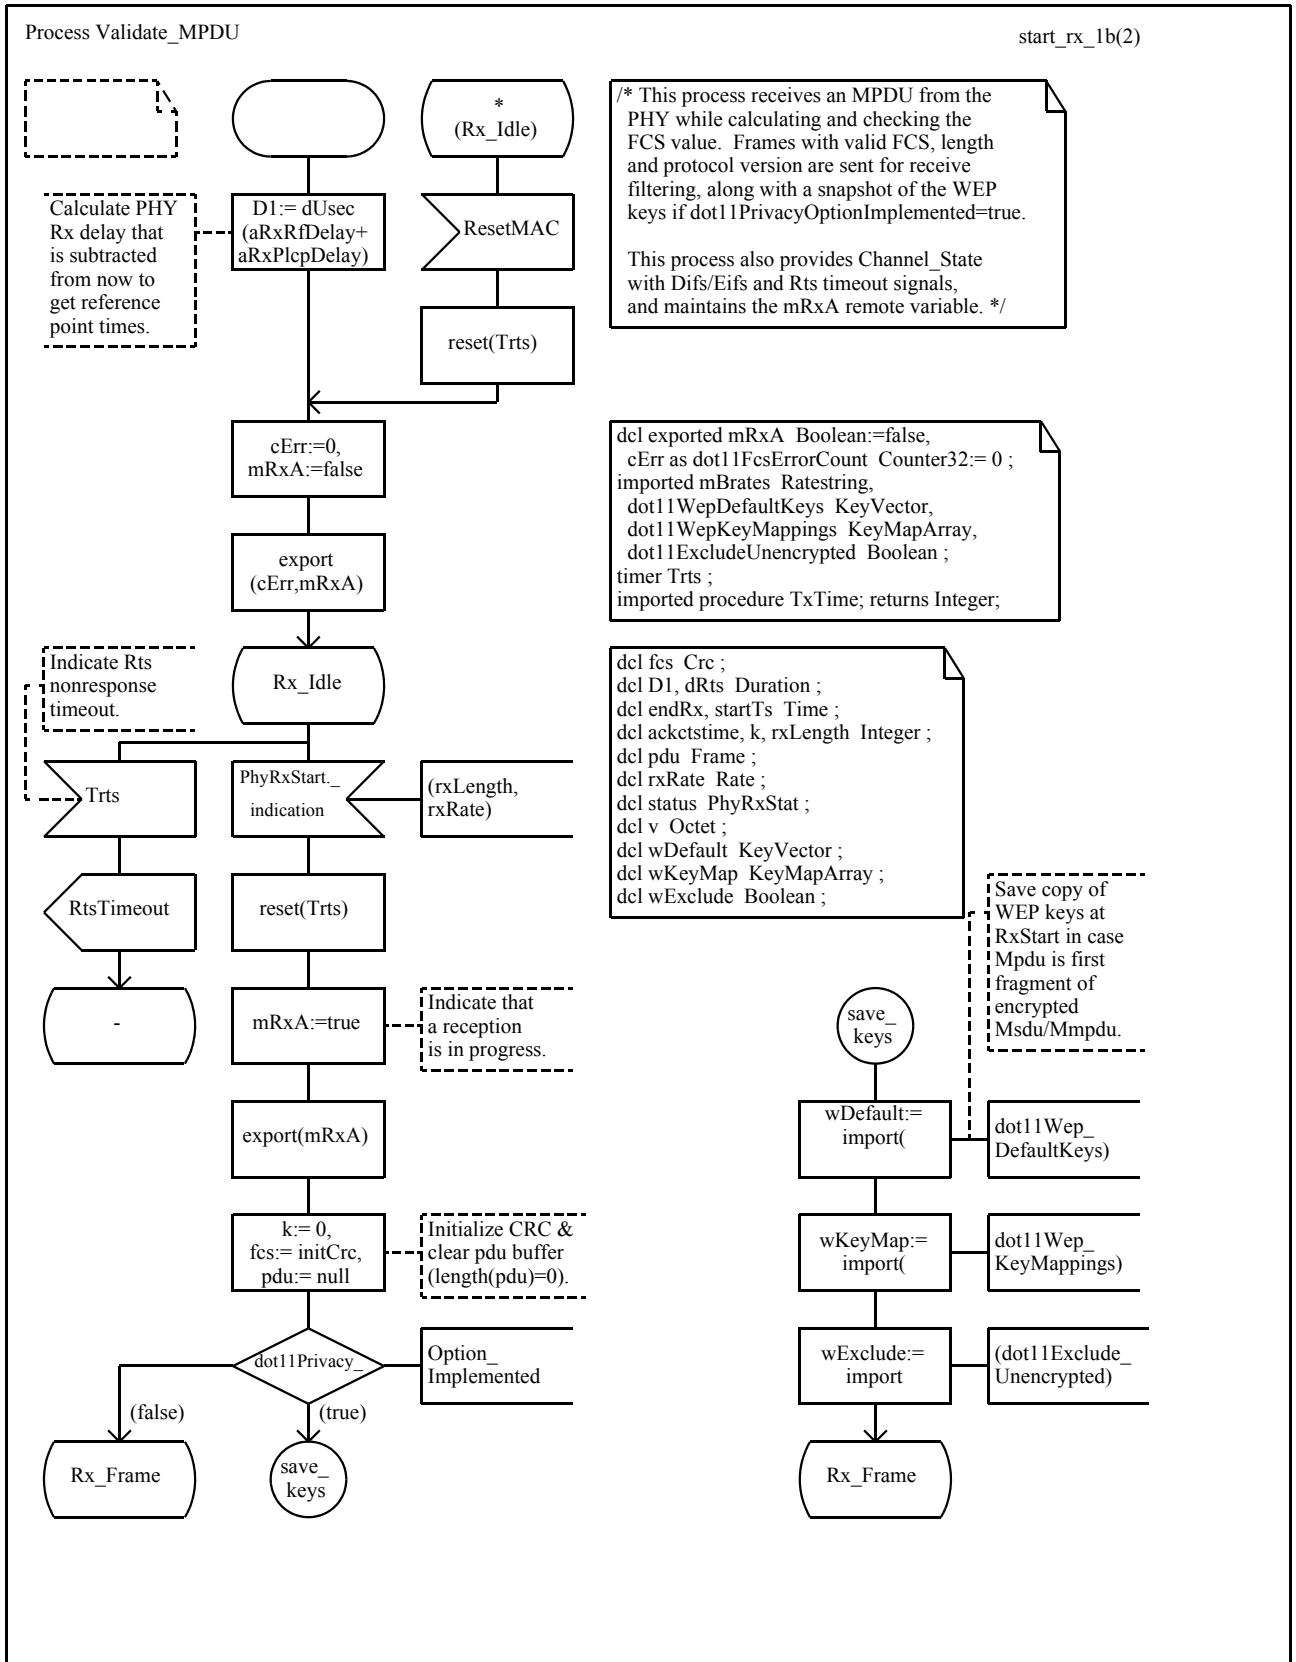 Process Validate_MPDU
start_rx_1b(2)
*
(Rx_Idle)
/* This process receives an MPDU from the
PHY while calculating and checking the
FCS value.  Frames with valid FCS, length
and protocol version are sent for receive
filtering, along with a snapshot of the WEP
keys if dot11PrivacyOptionImplemented=true.
This process also provides Channel_State
with Difs/Eifs and Rts timeout signals,
and maintains the mRxA remote variable. */
Calculate PHY
Rx delay that
is subtracted
from now to
get reference
point times.
D1:= dUsec
(aRxRfDelay+
aRxPlcpDelay)
ResetMAC
reset(Trts)
cErr:=0,
mRxA:=false
dcl exported mRxA  Boolean:=false,
cErr as dot11FcsErrorCount  Counter32:= 0 ;
imported mBrates  Ratestring,
dot11WepDefaultKeys  KeyVector,
dot11WepKeyMappings  KeyMapArray,
dot11ExcludeUnencrypted  Boolean ;
timer Trts ;
imported procedure TxTime; returns Integer;
export
(cErr,mRxA)
Indicate Rts
nonresponse
timeout.
Rx_Idle
dcl fcs  Crc ;
dcl D1, dRts  Duration ;
dcl endRx, startTs  Time ;
dcl ackctstime, k, rxLength  Integer ;
dcl pdu  Frame ;
dcl rxRate  Rate ;
dcl status  PhyRxStat ;
dcl v  Octet ;
dcl wDefault  KeyVector ;
dcl wKeyMap  KeyMapArray ;
dcl wExclude  Boolean ;
Trts
PhyRxStart._
indication
(rxLength,
rxRate)
RtsTimeout
reset(Trts)
Save copy of
WEP keys at
RxStart in case
Mpdu is first
fragment of
encrypted
Msdu/Mmpdu.
-
mRxA:=true
Indicate that
a reception
is in progress.
save_
keys
export(mRxA)
wDefault:=
import(
dot11Wep_
DefaultKeys)
k:= 0,
fcs:= initCrc,
pdu:= null
Initialize CRC &
clear pdu buffer
(length(pdu)=0).
wKeyMap:=
import(
dot11Wep_
KeyMappings)
dot11Privacy_
Option_
Implemented
wExclude:=
import
(dot11Exclude_
Unencrypted)
(false)
(true)
Rx_Frame
save_
keys
Rx_Frame